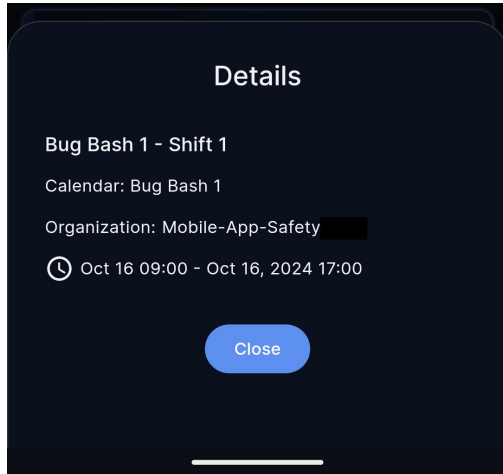 Details
Bug Bash 1 - Shift 1
Calendar: Bug Bash 1
Organization: Mobile-App-Safety
Oct 16 09:00 - Oct 16, 2024 17:00
Close